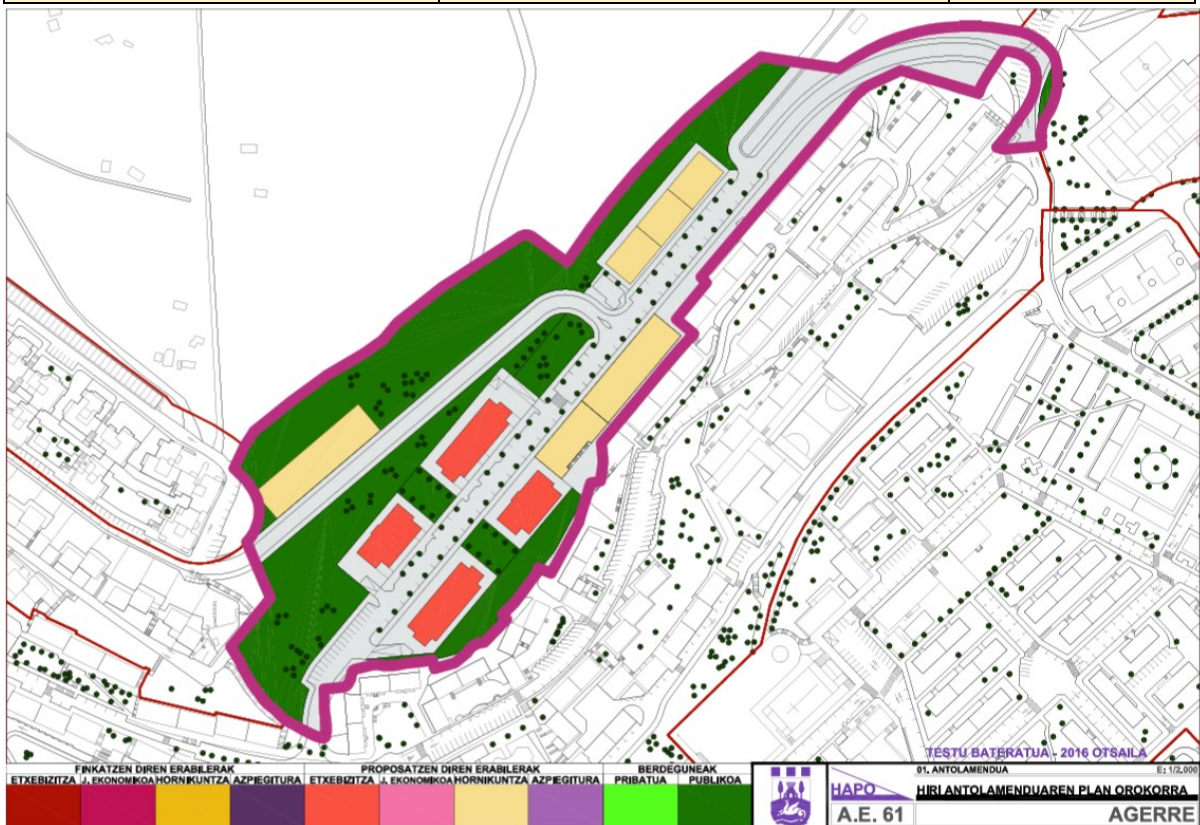 TESTU BATERATUA - 2016 OTSAILA
FINKATZEN DIREN ERABILERAK
ETXEBIZITZA J. EKONOMIKOA HORNIKUNTZA AZPIEGITURA
PROPOSATZEN DIREN ERABILERAK
ETXEBIZITZA J. EKONOMIKOA HORNIKUNTZA AZPIEGITURA
BERDEGUNEAK
PRIBATUA PUBLIKOA
01. ANTOLAMENDUA E: 1/2.000
HAPO HIRI ANTOLAMENDUAREN PLAN OROKORRA
A.E. 61 AGERRE